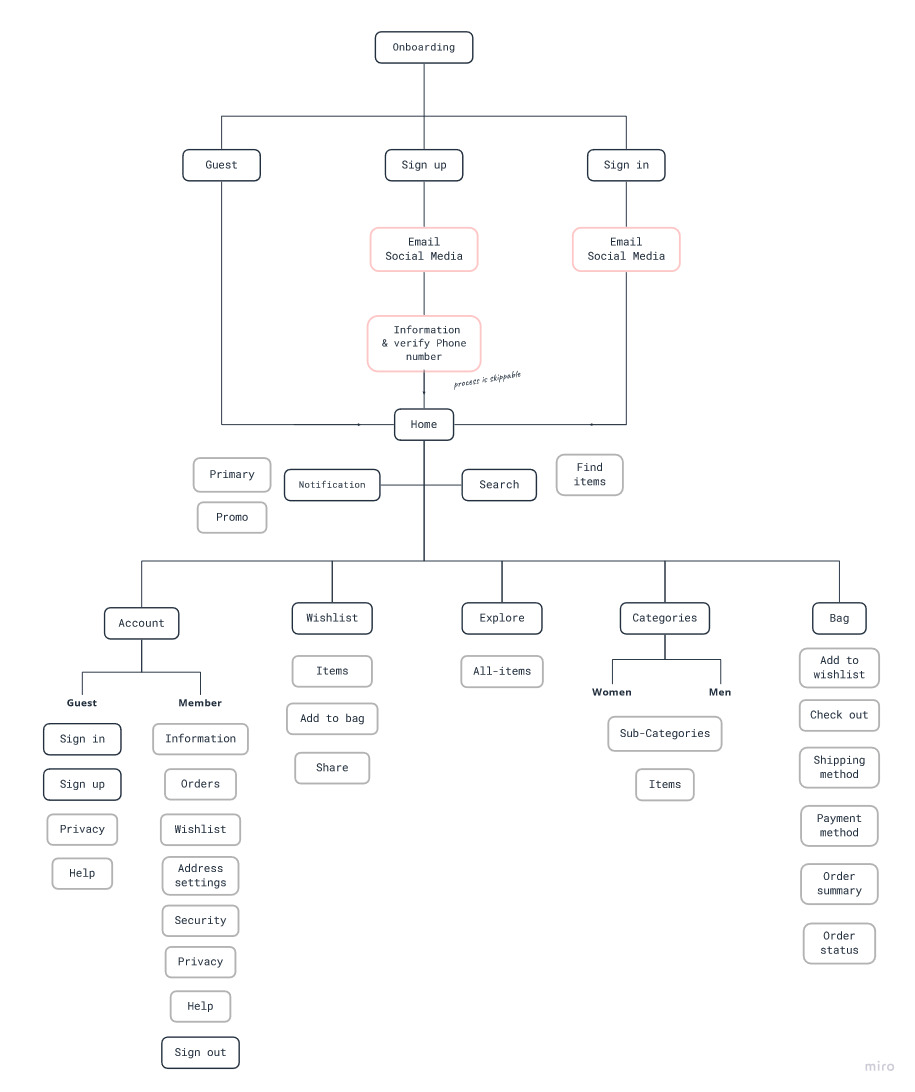 Onboarding
Guest
Sign up
Sign in
Email
Social Media
Email
Social Media
Information
& verify Phone
number
process is skippable
Home
Primary
Promo
Notification
Search
Find
items
Account
Wishlist
Explore
Categories
Bag
Guest
Sign in
Sign up
Privacy
Help
Member
Information
Orders
Wishlist
Address
settings
Security
Privacy
Help
Sign out
Items
Add to bag
Share
All-items
Women
Men
Sub-Categories
Items
Add to
wishlist
Check out
Shipping
method
Payment
method
Order
summary
Order
status
miro